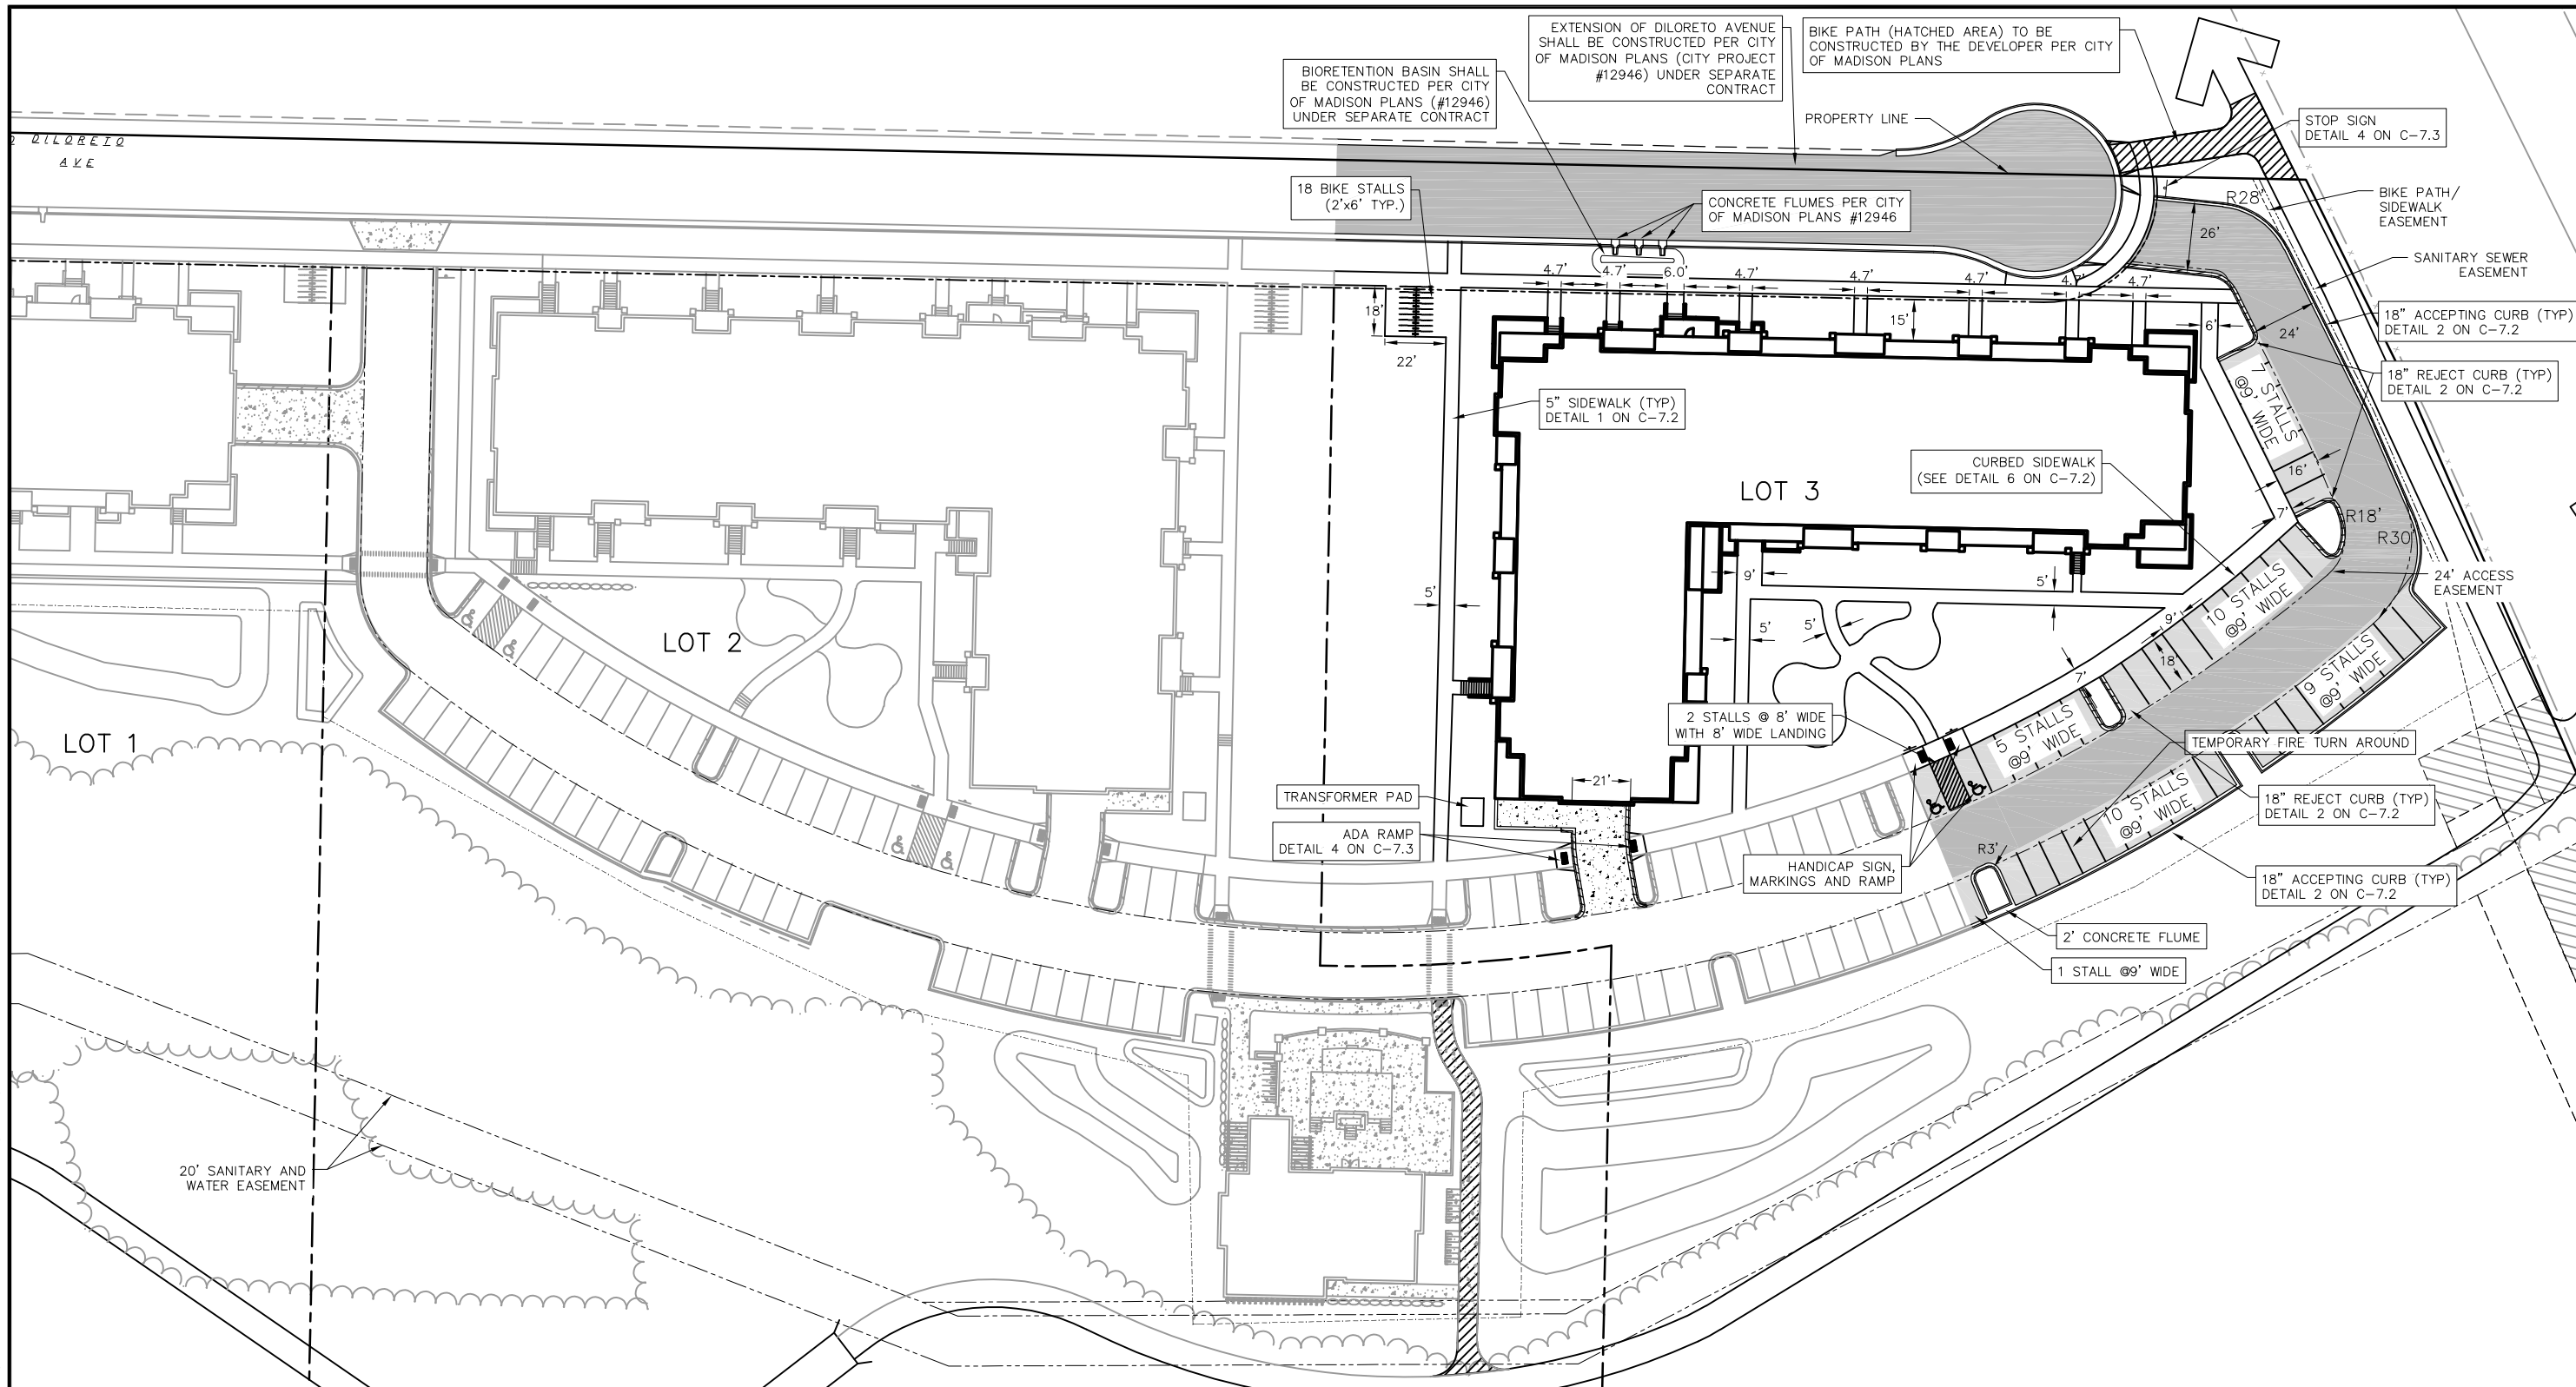 EXTENSION OF DILORETO AVENUE
SHALL BE CONSTRUCTED PER CITY
OF MADISON PLANS (CITY PROJECT
#12946) UNDER SEPARATE
CONTRACT
BIKE PATH (HATCHED AREA) TO BE
CONSTRUCTED BY THE DEVELOPER PER CITY
OF MADISON PLANS
BIORETENTION BASIN SHALL
BE CONSTRUCTED PER CITY
OF MADISON PLANS (#12946)
UNDER SEPARATE CONTRACT
PROPERTY LINE
STOP SIGN
DETAIL 4 ON C-7.3
DILORETO
AVE
18 BIKE STALLS
(2'x6' TYP.)
CONCRETE FLUMES PER CITY
OF MADISON PLANS #12946
R28'
BIKE PATH/
SIDEWALK
EASEMENT
26'
SANITARY SEWER
EASEMENT
4.7'
4.7'
6.0'
4.7'
4.7'
4.7'
4.7'
4.7'
18'
15'
6'
24'
18" ACCEPTING CURB (TYP)
DETAIL 2 ON C-7.2
22'
18" REJECT CURB (TYP)
DETAIL 2 ON C-7.2
7 STALLS
@9' WIDE
5" SIDEWALK (TYP)
DETAIL 1 ON C-7.2
CURBED SIDEWALK
(SEE DETAIL 6 ON C-7.2)
16'
LOT 3
7'
R18'
R30'
9'
5'
24' ACCESS
EASEMENT
5'
10 STALLS
@9' WIDE
9'
5'
5'
LOT 2
18'
7'
9 STALLS
@9' WIDE
2 STALLS @ 8' WIDE
WITH 8' WIDE LANDING
5 STALLS
@9' WIDE
LOT 1
TEMPORARY FIRE TURN AROUND
21'
TRANSFORMER PAD
10 STALLS
@9' WIDE
18" REJECT CURB (TYP)
DETAIL 2 ON C-7.2
ADA RAMP
DETAIL 4 ON C-7.3
R3'
HANDICAP SIGN,
MARKINGS AND RAMP
18" ACCEPTING CURB (TYP)
DETAIL 2 ON C-7.2
2' CONCRETE FLUME
1 STALL @9' WIDE
20' SANITARY AND
WATER EASEMENT